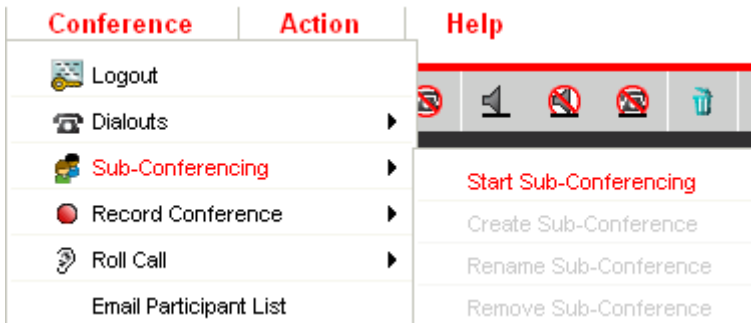 Conference Action Help
Logout
Dialouts
Sub-Conferencing
Record Conference
Roll Call
Email Participant List
Start Sub-Conferencing
Create Sub-Conference
Rename Sub-Conference
Remove Sub-Conference